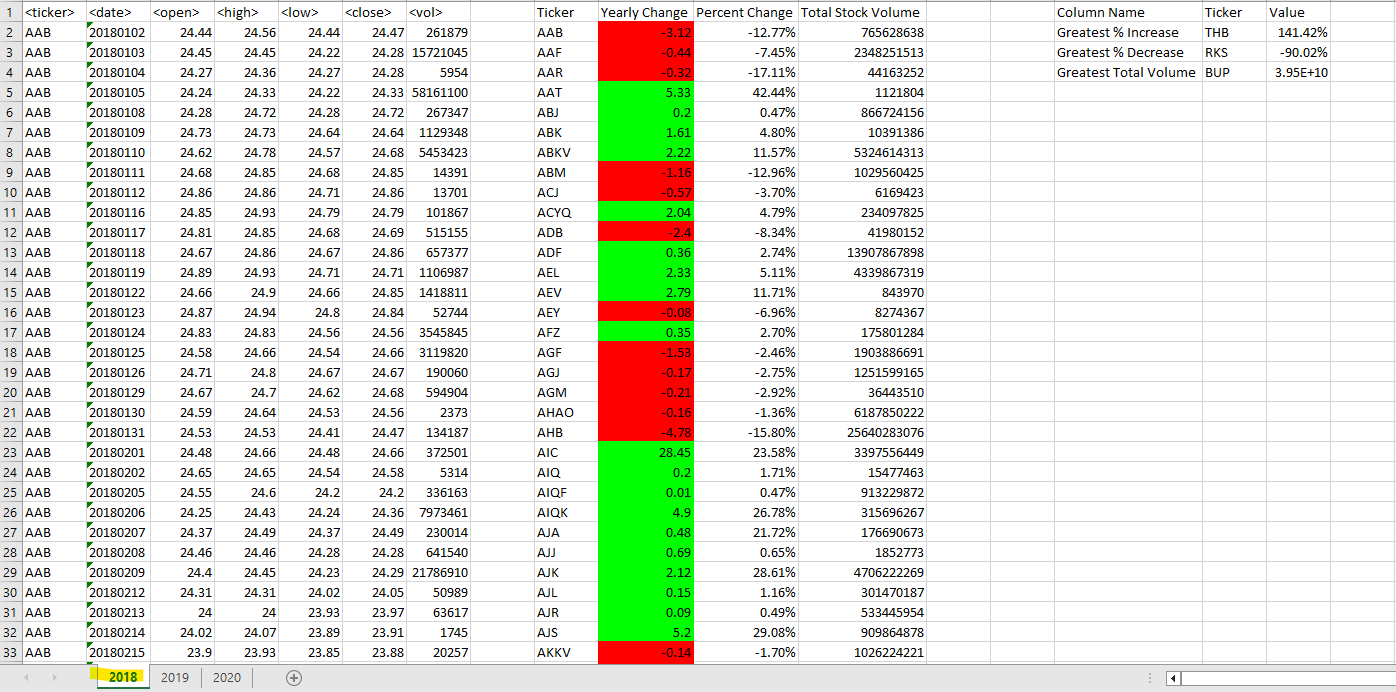 1 <ticker> <date> <open> <high> <low> <close> <vol> Ticker Yearly Change Percent Change Total Stock Volume Column Name Ticker Value
2 AAB 20180102 24.44 24.56 24.44 24.47 261879 AAB -3.12 -12.77% 765628638 Greatest % Increase THB 141.42%
3 AAB 20180103 24.45 24.45 24.22 24.28 15721045 AAF -0.44 -7.45% 2348251513 Greatest % Decrease RKS -90.02%
4 AAB 20180104 24.27 24.36 24.27 24.28 5954 AAR -0.32 -17.11% 44163252 Greatest Total Volume BUP 3.95E+10
5 AAB 20180105 24.24 24.33 24.22 24.33 58161100 AAT 5.33 42.44% 1121804
6 AAB 20180108 24.28 24.72 24.28 24.72 267347 ABJ 0.2 0.47% 866724156
7 AAB 20180109 24.73 24.73 24.64 24.64 1129348 ABK 1.61 4.80% 10391386
8 AAB 20180110 24.62 24.78 24.57 24.68 5453423 ABKV 2.22 11.57% 5324614313
9 AAB 20180111 24.68 24.85 24.68 24.85 14391 ABM -1.16 -12.96% 1029560425
10 AAB 20180112 24.86 24.86 24.71 24.86 13701 ACJ -0.57 -3.70% 6169423
11 AAB 20180116 24.85 24.93 24.79 24.79 101867 ACYQ 2.04 4.79% 234097825
12 AAB 20180117 24.81 24.85 24.68 24.69 515155 ADB -2.4 -8.34% 41980152
13 AAB 20180118 24.67 24.86 24.67 24.86 657377 ADF 0.36 2.74% 13907867898
14 AAB 20180119 24.89 24.93 24.71 24.71 1106987 AEL 2.33 5.11% 4339867319
15 AAB 20180122 24.66 24.9 24.66 24.85 1418811 AEV 2.79 11.71% 843970
16 AAB 20180123 24.87 24.94 24.8 24.84 52744 AEY -0.08 -6.96% 8274367
17 AAB 20180124 24.83 24.83 24.56 24.56 3545845 AFZ 0.35 2.70% 175801284
18 AAB 20180125 24.58 24.66 24.54 24.66 3119820 AGF -1.53 -2.46% 1903886691
19 AAB 20180126 24.71 24.8 24.67 24.67 190060 AGJ -0.17 -2.75% 1251599165
20 AAB 20180129 24.67 24.7 24.62 24.68 594904 AGM -0.21 -2.92% 36443510
21 AAB 20180130 24.59 24.64 24.53 24.56 2373 AHAO -0.16 -1.36% 6187850222
22 AAB 20180131 24.53 24.53 24.41 24.47 134187 AHB -4.78 -15.80% 25640283076
23 AAB 20180201 24.48 24.66 24.48 24.66 372501 AIC 28.45 23.58% 3397556449
24 AAB 20180202 24.65 24.65 24.54 24.58 5314 AIQ 0.2 1.71% 15477463
25 AAB 20180205 24.55 24.6 24.2 24.2 336163 AIQF 0.01 0.47% 913229872
26 AAB 20180206 24.25 24.43 24.24 24.36 7973461 AIQK 4.9 26.78% 315696267
27 AAB 20180207 24.37 24.49 24.37 24.49 230014 AJA 0.48 21.72% 176690673
28 AAB 20180208 24.46 24.46 24.28 24.28 641540 AJJ 0.69 0.65% 1852773
29 AAB 20180209 24.4 24.45 24.23 24.29 21786910 AJK 2.12 28.61% 4706222269
30 AAB 20180212 24.31 24.31 24.02 24.05 50989 AJL 0.15 1.16% 301470187
31 AAB 20180213 24 24 23.93 23.97 63617 AJR 0.09 0.49% 533445954
32 AAB 20180214 24.02 24.07 23.89 23.91 1745 AJS 5.2 29.08% 909864878
33 AAB 20180215 23.9 23.93 23.85 23.88 20257 AKKV -0.14 -1.70% 1026224221
2018 2019 2020